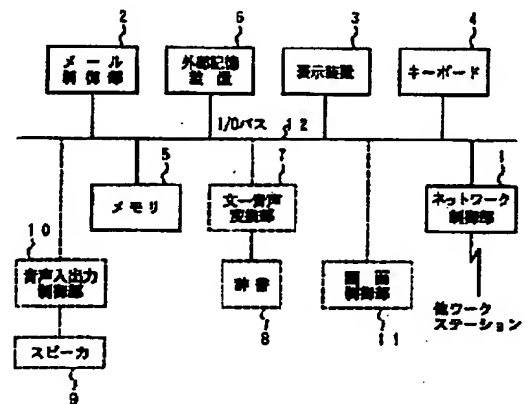 2
6
3
4
メール
制御部
外部記憶
装置
表示装置
キーボード
I/Oバス
12
5
7
1
メモリ
文−音声
変換部
ネットワーク
制御部
10
音声入出力
制御部
辞書
画面
制御部
8
11
他ワーク
ステーション
スピーカ
9